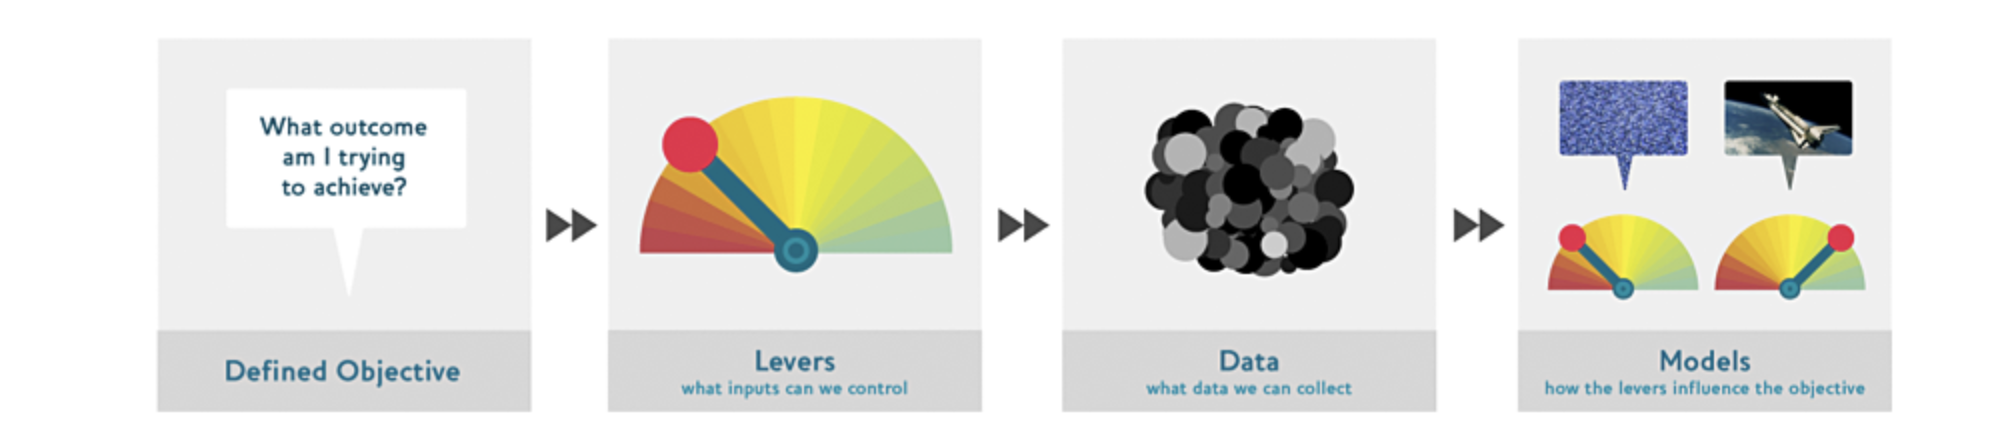 What outcome
am I trying
to achieve?
Defined Objective
Levers
what inputs can we control
Data
what data we can collect
Models
how the levers influence the objective